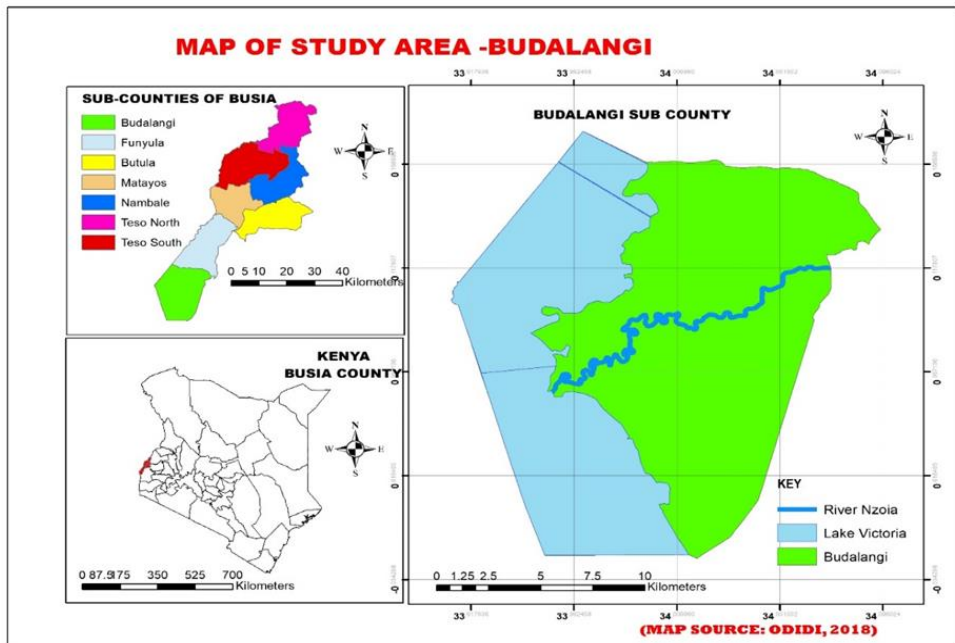 MAP OF STUDY AREA -BUDALANGI
SUB-COUNTIES OF BUSIA
Budalangi
Funyula
Butula
Matayos
Nambale
Teso North
Teso South
N
W E
S
0 5 10 20 30 40
Kilometers
KENYA
BUSIA COUNTY
N
W E
S
0 87.5175 350 525 700
Kilometers
33 33 34 34 34
BUDALANGI SUB COUNTY
N
W E
S
KEY
River Nzoia
Lake Victoria
Budalangi
0 1.25 2.5 5 7.5 10
Kilometers
33 33 34 34 34
(MAP SOURCE: ODIDI, 2018)